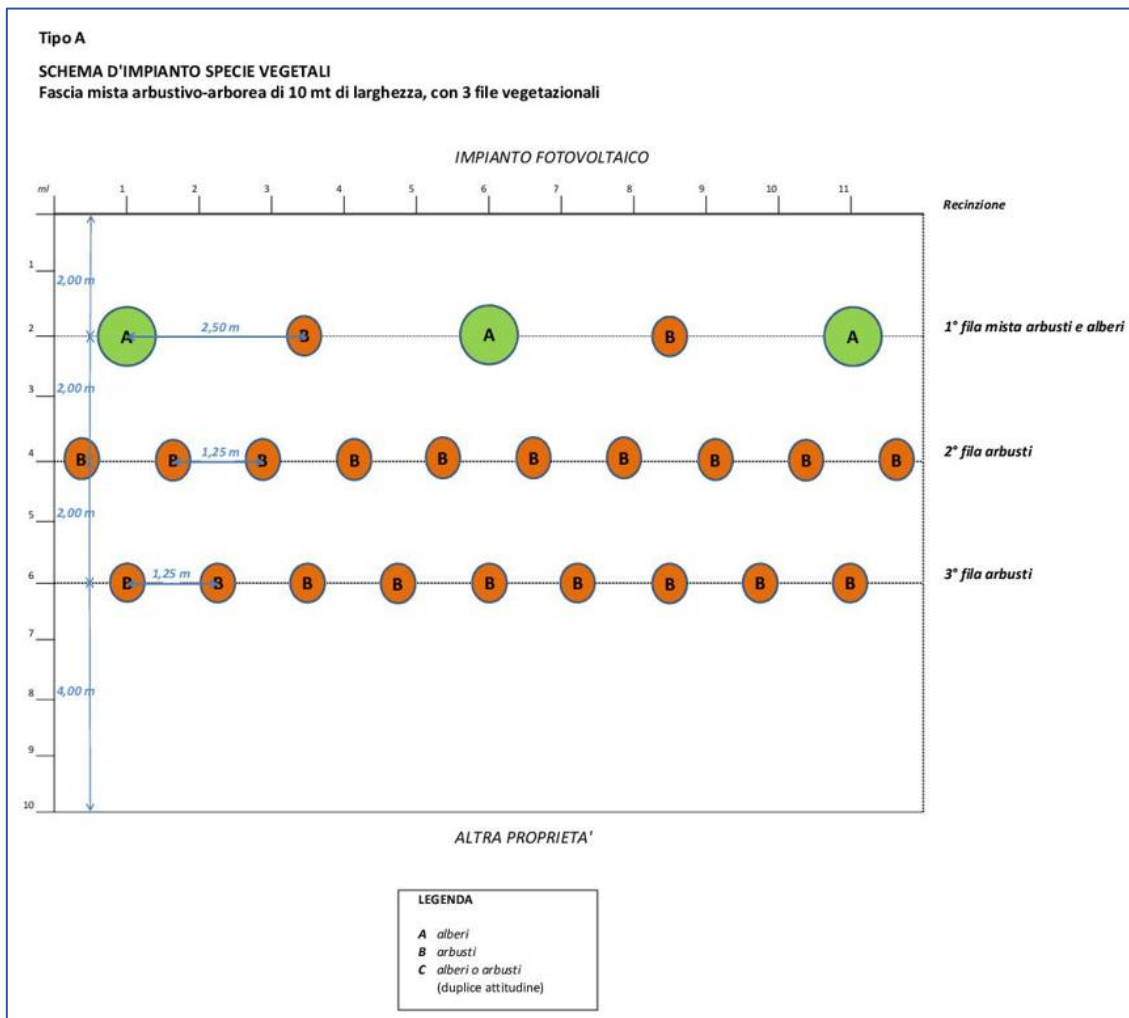 Tipo A
SCHEMA D'IMPIANTO SPECIE VEGETALI
Fascia mista arbustivo-arborea di 10 mt di larghezza, con 3 file vegetazionali
IMPIANTO FOTOVOLTAICO
ml 1 2 3 4 5 6 7 8 9 10 11
Recinzione
1
2,00 m
2 A 2,50 m B A B A 1° fila mista arbusti e alberi
3 2,00 m
4 B B 1,25 m B B B B B B B B 2° fila arbusti
5 2,00 m
6 B 1,25 m B B B B B B B B 3° fila arbusti
7
8 4,00 m
9
10
ALTRA PROPRIETA'
LEGENDA
A alberi
B arbusti
C alberi o arbusti
(duplice attitudine)